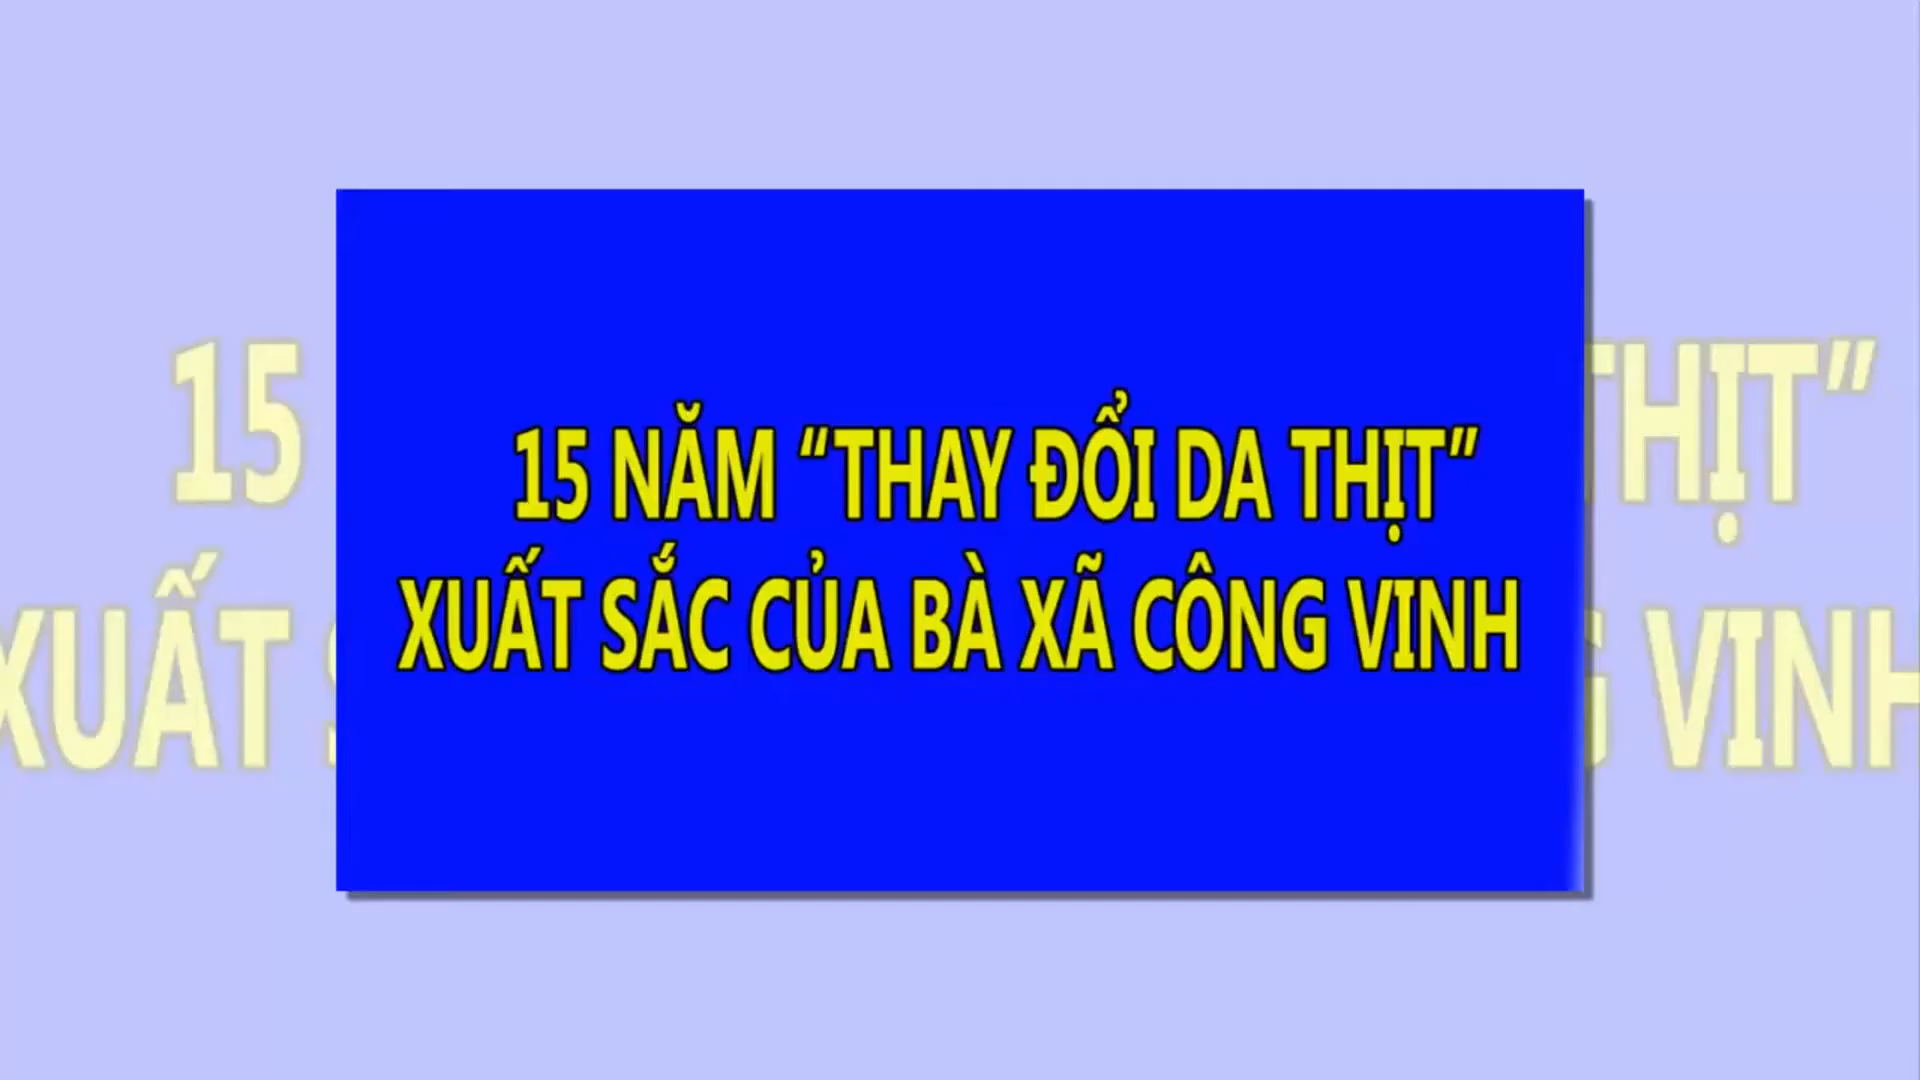 15 NĂM “THAY ĐỔI DA THỊT”
XUẤT SẮC CỦA BÀ XÃ CÔNG VINH